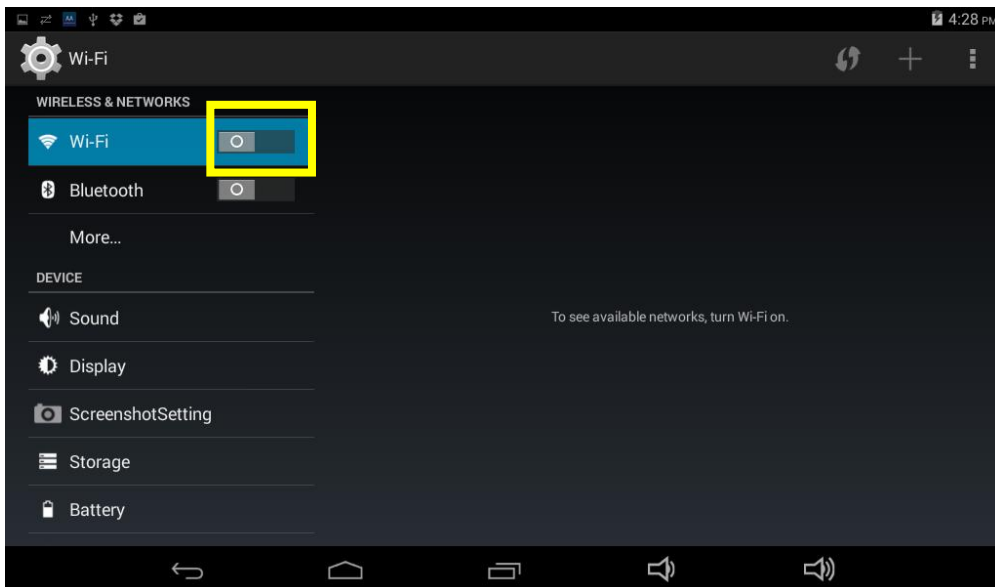 4:28 PM
Wi-Fi
WIRELESS & NETWORKS
Wi-Fi
Bluetooth
More...
DEVICE
Sound
To see available networks, turn Wi-Fi on.
Display
ScreenshotSetting
Storage
Battery